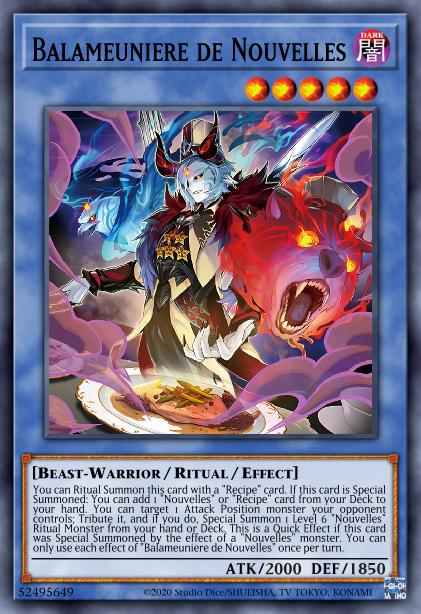 BALAMEUNIERE DE NOUVELLES
DARK
闇
[BEAST-WARRIOR / RITUAL / EFFECT]
You can Ritual Summon this card with a "Recipe" card. If this card is Special
Summoned: You can add 1 "Nouvelles" or "Recipe" card from your Deck to
your hand. You can target 1 Attack Position monster your opponent
controls; Tribute it, and if you do, Special Summon 1 Level 6 "Nouvelles"
Ritual Monster from your hand or Deck. This is a Quick Effect if this card
was Special Summoned by the effect of a "Nouvelles" monster. You can
only use each effect of "Balameuniere de Nouvelles" once per turn.
ATK/2000 DEF/1850
52495649
©2020 Studio Dice/SHUEISHA, TV TOKYO, KONAMI